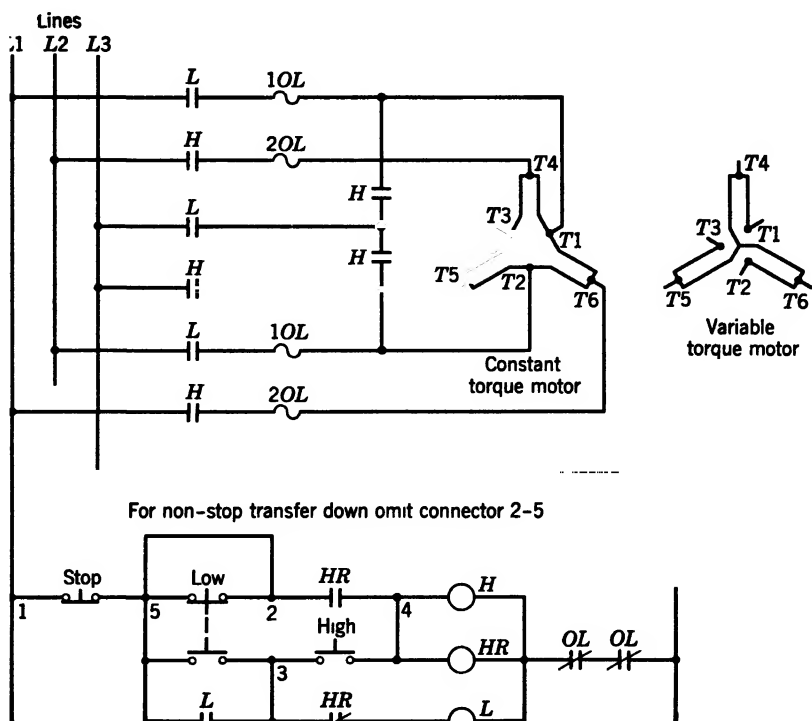 Lines
L1 L2 L3
L 1OL
H 2OL
T4 T4
H
L
T3 T1 T3 T1
H
H
T5 T2 T6 T5 T2 T6
L 1OL
Constant
torque motor
Variable
torque motor
H 2OL
For non-stop transfer down omit connector 2-5
Stop Low HR H
1 5 2 4
High
HR OL OL
3
L HR L